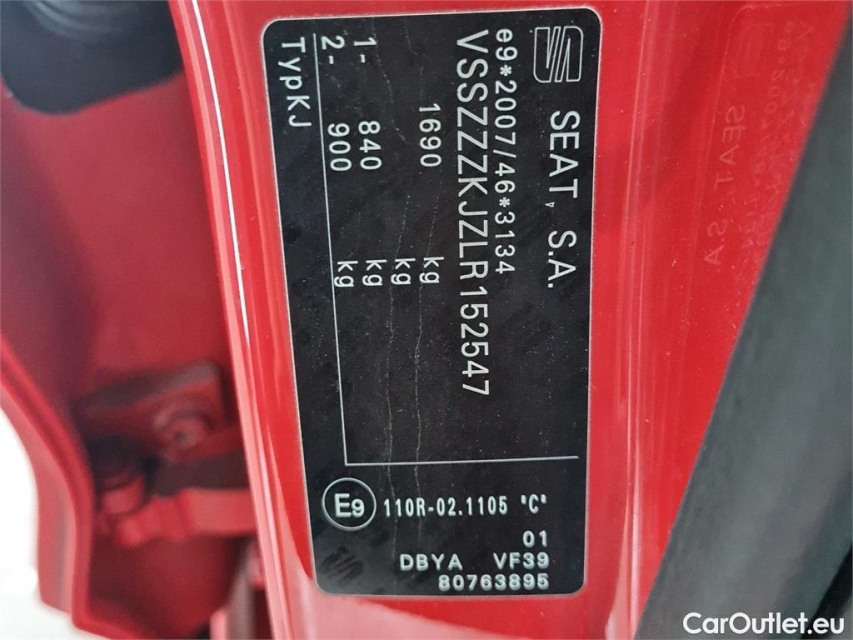 SEAT, S.A.
e9*2007/46*3134
VSSZZZKJZLR152547
1690 kg
kg
1- 840 kg
2- 900 kg
TypKJ
E9 110R-02.1105 "C"
01
DBYA VF39
80763895
CarOutlet.eu